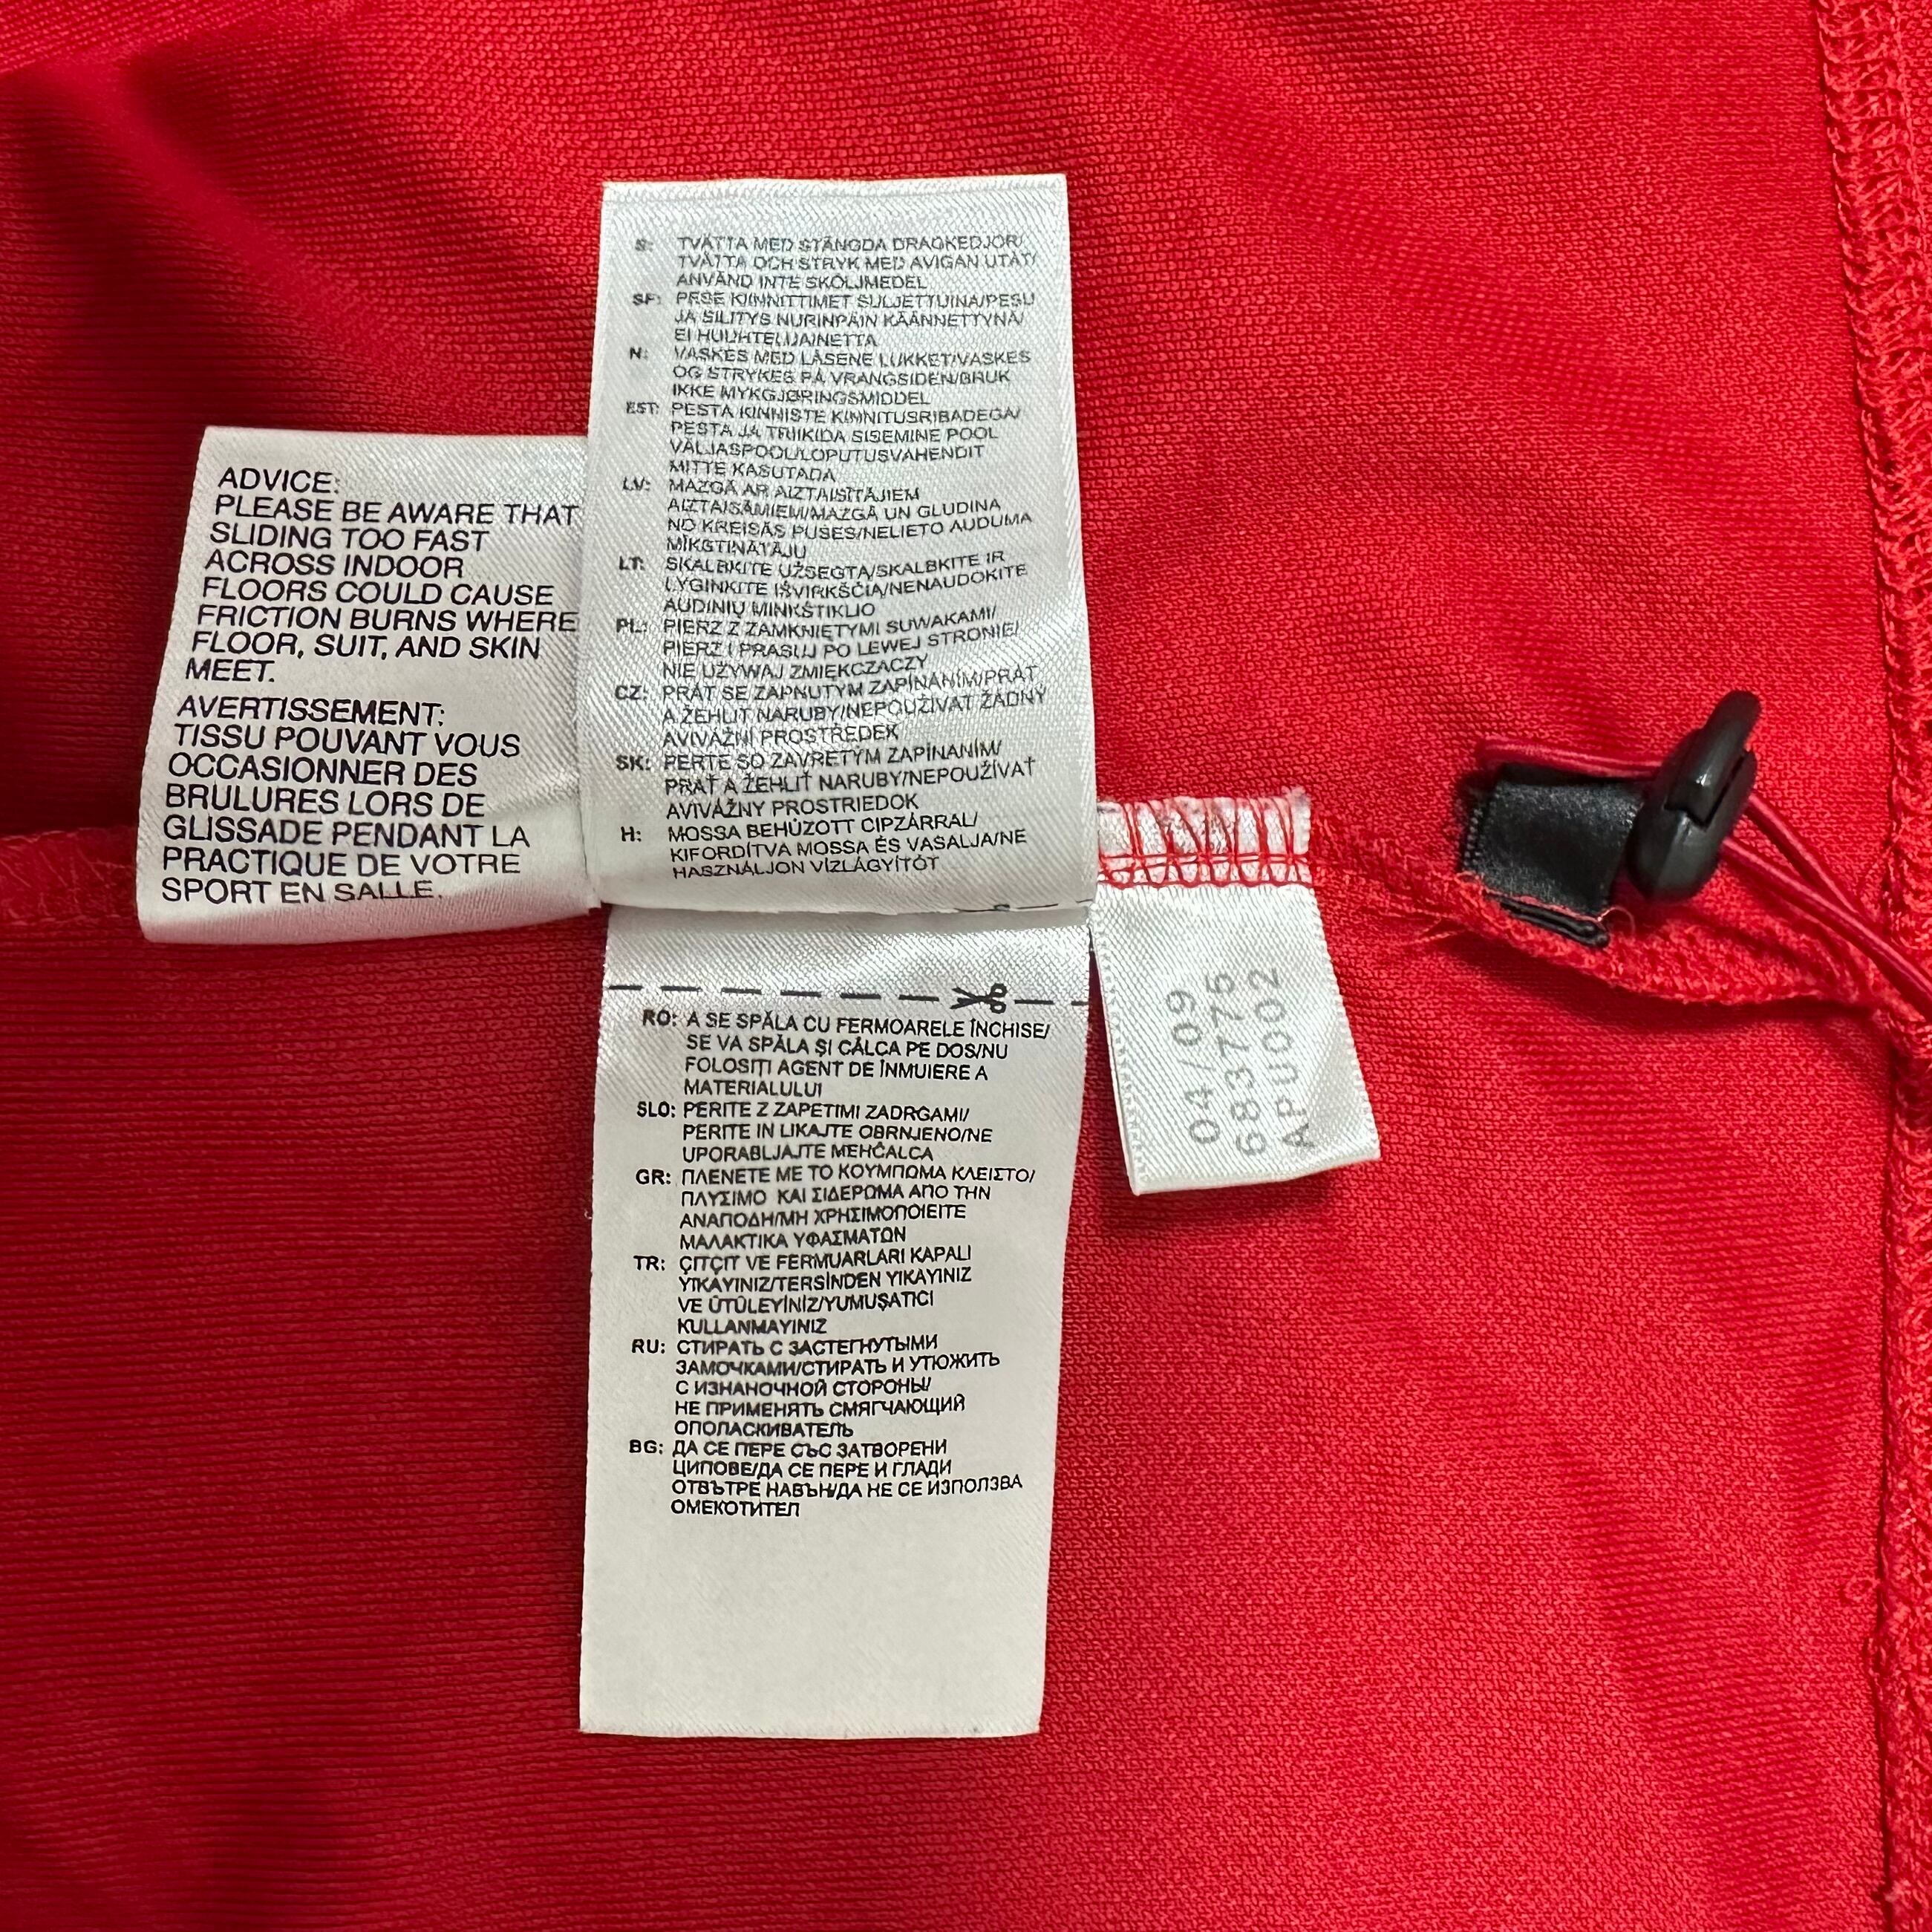 ADVICE:
PLEASE BE AWARE THAT
SLIDING TOO FAST
ACROSS INDOOR
FLOORS COULD CAUSE
FRICTION BURNS WHERE
FLOOR, SUIT, AND SKIN
MEET.
AVERTISSEMENT:
TISSU POUVANT VOUS
OCCASIONNER DES
BRULURES LORS DE
GLISSADE PENDANT LA
PRACTIQUE DE VOTRE
SPORT EN SALLE.
S: TVÄTTA MED STÄNGDA DRAGKEDJOR/
TVÄTTA OCH STRYK MED AVIGAN UTÅT/
ANVÄND INTE SKÖLJMEDEL
SF: PESE KIINNITTIMET SULJETTUINA/PESU
JA SILITYS NURINPÄIN KÄÄNNETTYNÄ/
EI HUUHTELUAINETTA
N: VASKES MED LÅSENE LUKKET/VASKES
OG STRYKES PÅ VRANGSIDEN/BRUK
IKKE MYKGJØRINGSMIDDEL
EST: PESTA KINNISTE KINNITUSRIBADEGA/
PESTA JA TRIIKIDA SISEMINE POOL
VÄLJASPOOL/LOPUTUSVAHENDIT
MITTE KASUTADA
LV: MAZGĀ AR AIZTAISĪTĀJIEM
AIZTAISĀMIEM/MAZGĀ UN GLUDINA
NO KREISĀS PUSES/NELIETO AUDUMA
MĪKSTINĀTĀJU
LT: SKALBKITE UŽSEGTA/SKALBKITE IR
LYGINKITE IŠVIRKŠČIA/NENAUDOKITE
AUDINIŲ MINKŠTIKLIO
PL: PIERZ Z ZAMKNIĘTYMI SUWAKAMI/
PIERZ I PRASUJ PO LEWEJ STRONIE/
NIE UŻYWAJ ZMIĘKCZACZY
CZ: PRÁT SE ZAPNUTÝM ZAPÍNÁNÍM/PRÁT
A ŽEHLIT NARUBY/NEPOUŽÍVAT ŽÁDNÝ
AVIVÁŽNÍ PROSTŘEDEK
SK: PERTE SO ZAVRETÝM ZAPÍNANÍM/
PRAŤ A ŽEHLIŤ NARUBY/NEPOUŽÍVAŤ
AVIVÁŽNY PROSTRIEDOK
H: MOSSA BEHÚZOTT CIPZÁRRAL/
KIFORDÍTVA MOSSA ÉS VASALJA/NE
HASZNÁLJON VÍZLÁGYÍTÓT
RO: A SE SPĂLA CU FERMOARELE ÎNCHISE/
SE VA SPĂLA ŞI CĂLCA PE DOS/NU
FOLOSIŢI AGENT DE ÎNMUIERE A
MATERIALULUI
SLO: PERITE Z ZAPETIMI ZADRGAMI/
PERITE IN LIKAJTE OBRNJENO/NE
UPORABLJAJTE MEHČALCA
GR: ΠΛΕΝΕΤΕ ΜΕ ΤΟ ΚΟΥΜΠΩΜΑ ΚΛΕΙΣΤΟ/
ΠΛΥΣΙΜΟ ΚΑΙ ΣΙΔΕΡΩΜΑ ΑΠΟ ΤΗΝ
ΑΝΑΠΟΔΗ/ΜΗ ΧΡΗΣΙΜΟΠΟΙΕΙΤΕ
ΜΑΛΑΚΤΙΚΑ ΥΦΑΣΜΑΤΩΝ
TR: ÇITÇIT VE FERMUARLARI KAPALI
YIKAYINIZ/TERSİNDEN YIKAYINIZ
VE ÜTÜLEYİNİZ/YUMUŞATICI
KULLANMAYINIZ
RU: СТИРАТЬ С ЗАСТЕГНУТЫМИ
ЗАМОЧКАМИ/СТИРАТЬ И УТЮЖИТЬ
С ИЗНАНОЧНОЙ СТОРОНЫ/
НЕ ПРИМЕНЯТЬ СМЯГЧАЮЩИЙ
ОПОЛАСКИВАТЕЛЬ
BG: ДА СЕ ПЕРЕ СЪС ЗАТВОРЕНИ
ЦИПОВЕ/ДА СЕ ПЕРЕ И ГЛАДИ
ОТВЪТРЕ НАВЪН/ДА НЕ СЕ ИЗПОЛЗВА
ОМЕКОТИТЕЛ
04/09
683775
APU002